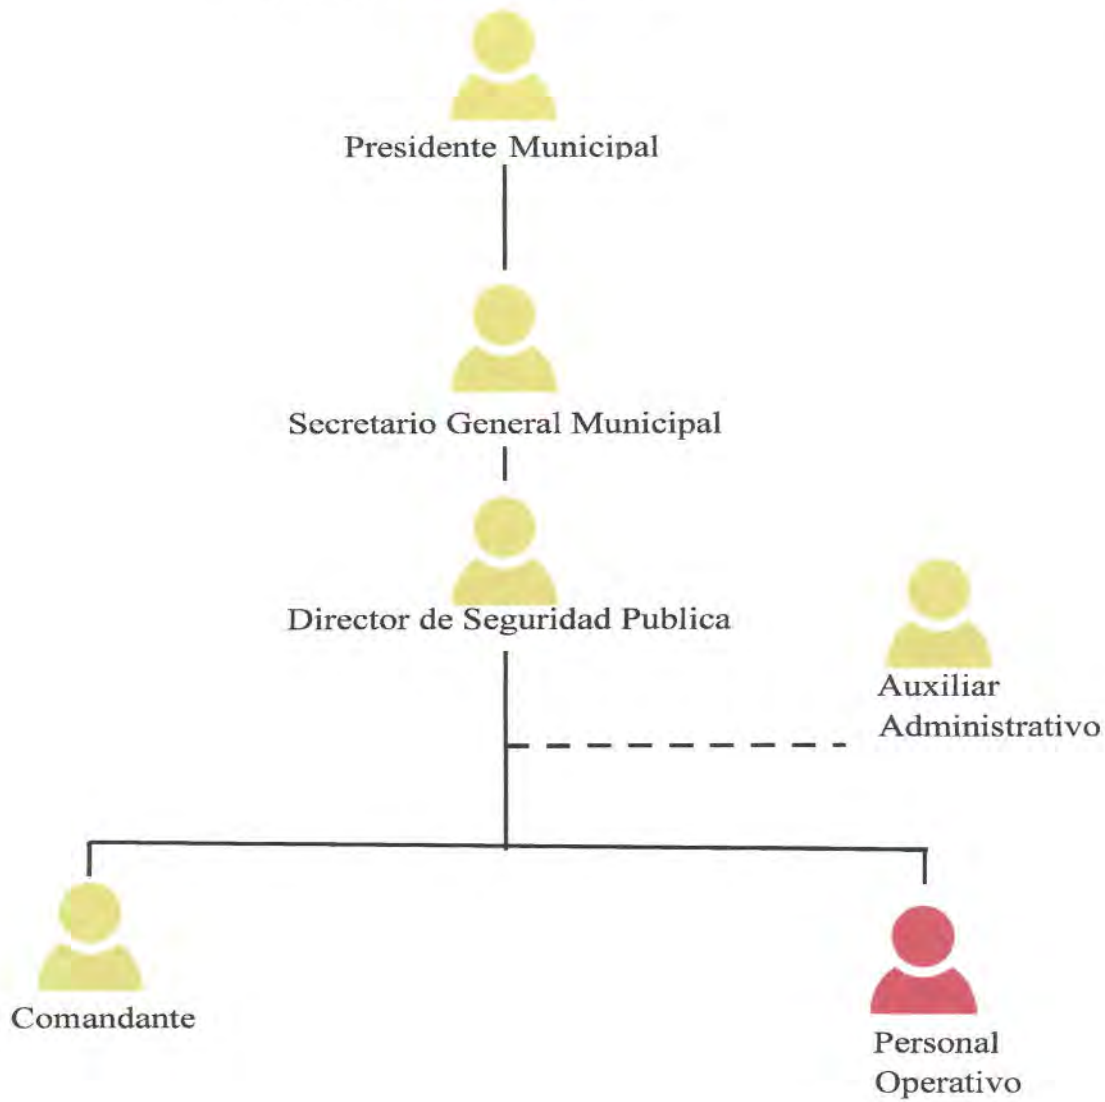 Presidente Municipal
Secretario General Municipal
Director de Seguridad Publica
Auxiliar
Administrativo
Comandante
Personal
Operativo